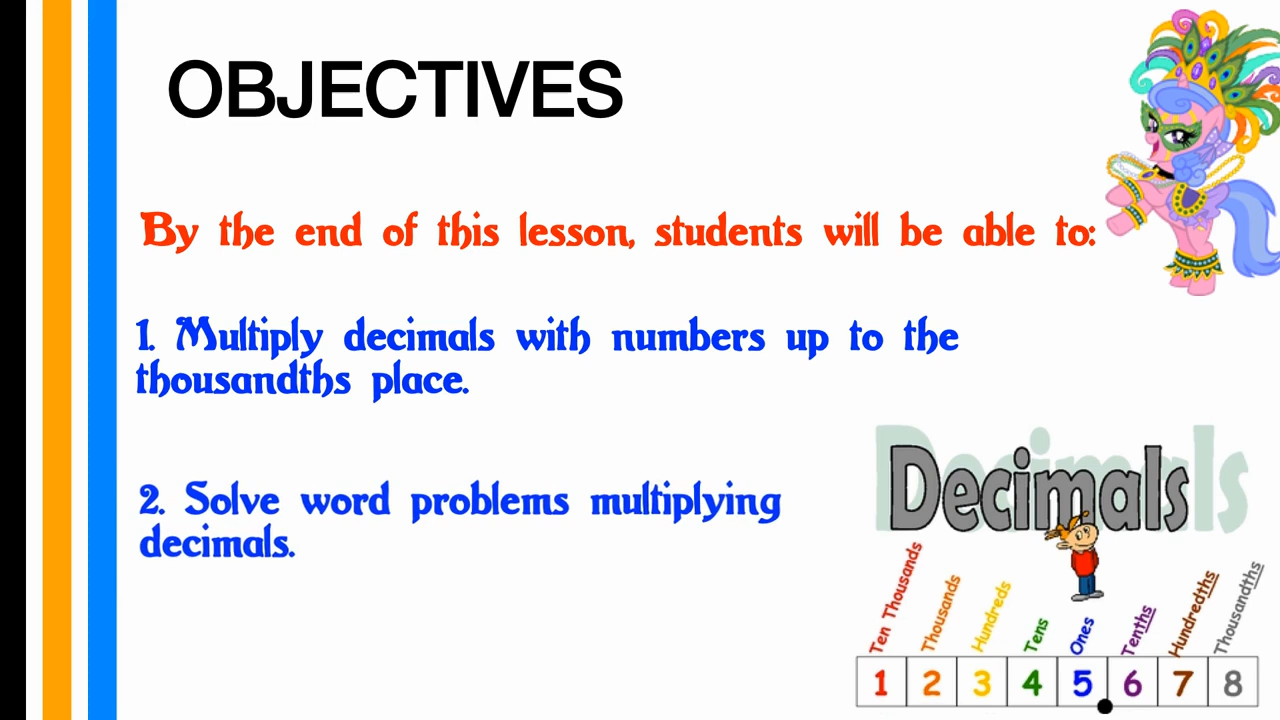 OBJECTIVES
By the end of this lesson, students will be able to:
1. Multiply decimals with numbers up to the
thousandths place.
2. Solve word problems multiplying
decimals.
Decimals
Ten Thousands
Thousands
Hundreds
Tens
Ones
Tenths
Hundredths
Thousandths
1 2 3 4 5 . 6 7 8